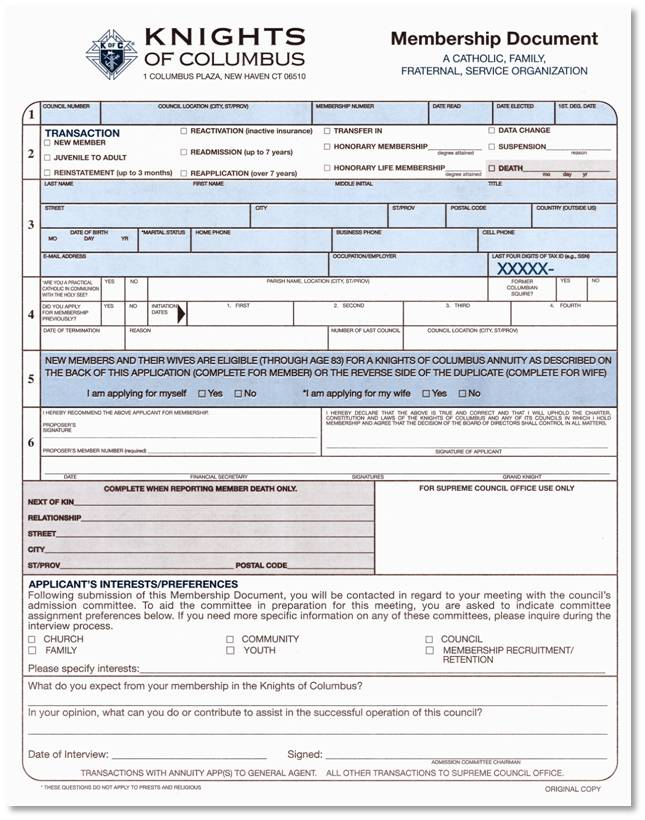 KNIGHTS
OF COLUMBUS
1 COLUMBUS PLAZA, NEW HAVEN CT 06510
Membership Document
A CATHOLIC, FAMILY,
FRATERNAL, SERVICE ORGANIZATION
K OF C
1 COUNCIL NUMBER COUNCIL LOCATION (CITY, ST/PROV) MEMBERSHIP NUMBER DATE READ DATE ELECTED 1ST. DEG. DATE
2
TRANSACTION
NEW MEMBER
JUVENILE TO ADULT
REINSTATEMENT (up to 3 months)
REACTIVATION (inactive insurance)
READMISSION (up to 7 years)
REAPPLICATION (over 7 years)
TRANSFER IN
HONORARY MEMBERSHIP
degree attained
HONORARY LIFE MEMBERSHIP
degree attained
DATA CHANGE
SUSPENSION
reason
DEATH
mo day yr
3
LAST NAME FIRST NAME MIDDLE INITIAL TITLE
STREET CITY ST/PROV POSTAL CODE COUNTRY (OUTSIDE US)
DATE OF BIRTH *MARITAL STATUS HOME PHONE BUSINESS PHONE CELL PHONE
MO DAY YR
E-MAIL ADDRESS OCCUPATION/EMPLOYER LAST FOUR DIGITS OF TAX ID (e.g., SSN)
XXXXX-
4
*ARE YOU A PRACTICAL
CATHOLIC IN COMMUNION
WITH THE HOLY SEE?
YES NO PARISH NAME, LOCATION (CITY, ST/PROV)
FORMER
COLUMBIAN
SQUIRE?
YES NO
DID YOU APPLY
FOR MEMBERSHIP
PREVIOUSLY?
YES NO
INITIATION
DATES
1. FIRST 2. SECOND 3. THIRD 4. FOURTH
DATE OF TERMINATION REASON NUMBER OF LAST COUNCIL COUNCIL LOCATION (CITY, ST/PROV)
5
NEW MEMBERS AND THEIR WIVES ARE ELIGIBLE (THROUGH AGE 83) FOR A KNIGHTS OF COLUMBUS ANNUITY AS DESCRIBED ON
THE BACK OF THIS APPLICATION (COMPLETE FOR MEMBER) OR THE REVERSE SIDE OF THE DUPLICATE (COMPLETE FOR WIFE)
I am applying for myself Yes No *I am applying for my wife Yes No
6
I HEREBY RECOMMEND THE ABOVE APPLICANT FOR MEMBERSHIP.
PROPOSER'S
SIGNATURE
PROPOSER'S MEMBER NUMBER (required)
I HEREBY DECLARE THAT THE ABOVE IS TRUE AND CORRECT AND THAT I WILL UPHOLD THE CHARTER,
CONSTITUTION AND LAWS OF THE KNIGHTS OF COLUMBUS AND ANY OF ITS COUNCILS IN WHICH I HOLD
MEMBERSHIP AND AGREE THAT THE DECISION OF THE BOARD OF DIRECTORS SHALL CONTROL IN ALL MATTERS.
SIGNATURE OF APPLICANT
DATE FINANCIAL SECRETARY SIGNATURES GRAND KNIGHT
COMPLETE WHEN REPORTING MEMBER DEATH ONLY.
NEXT OF KIN
RELATIONSHIP
STREET
CITY
ST/PROV POSTAL CODE
FOR SUPREME COUNCIL OFFICE USE ONLY
APPLICANT'S INTERESTS/PREFERENCES
Following submission of this Membership Document, you will be contacted in regard to your meeting with the council's
admission committee. To aid the committee in preparation for this meeting, you are asked to indicate committee
assignment preferences below. If you need more specific information on any of these committees, please inquire during the
interview process.
CHURCH COMMUNITY COUNCIL
FAMILY YOUTH MEMBERSHIP RECRUITMENT/
RETENTION
Please specify interests:
What do you expect from your membership in the Knights of Columbus?
In your opinion, what can you do or contribute to assist in the successful operation of this council?
Date of Interview: Signed:
ADMISSION COMMITTEE CHAIRMAN
TRANSACTIONS WITH ANNUITY APP(S) TO GENERAL AGENT. ALL OTHER TRANSACTIONS TO SUPREME COUNCIL OFFICE.
* THESE QUESTIONS DO NOT APPLY TO PRIESTS AND RELIGIOUS
ORIGINAL COPY